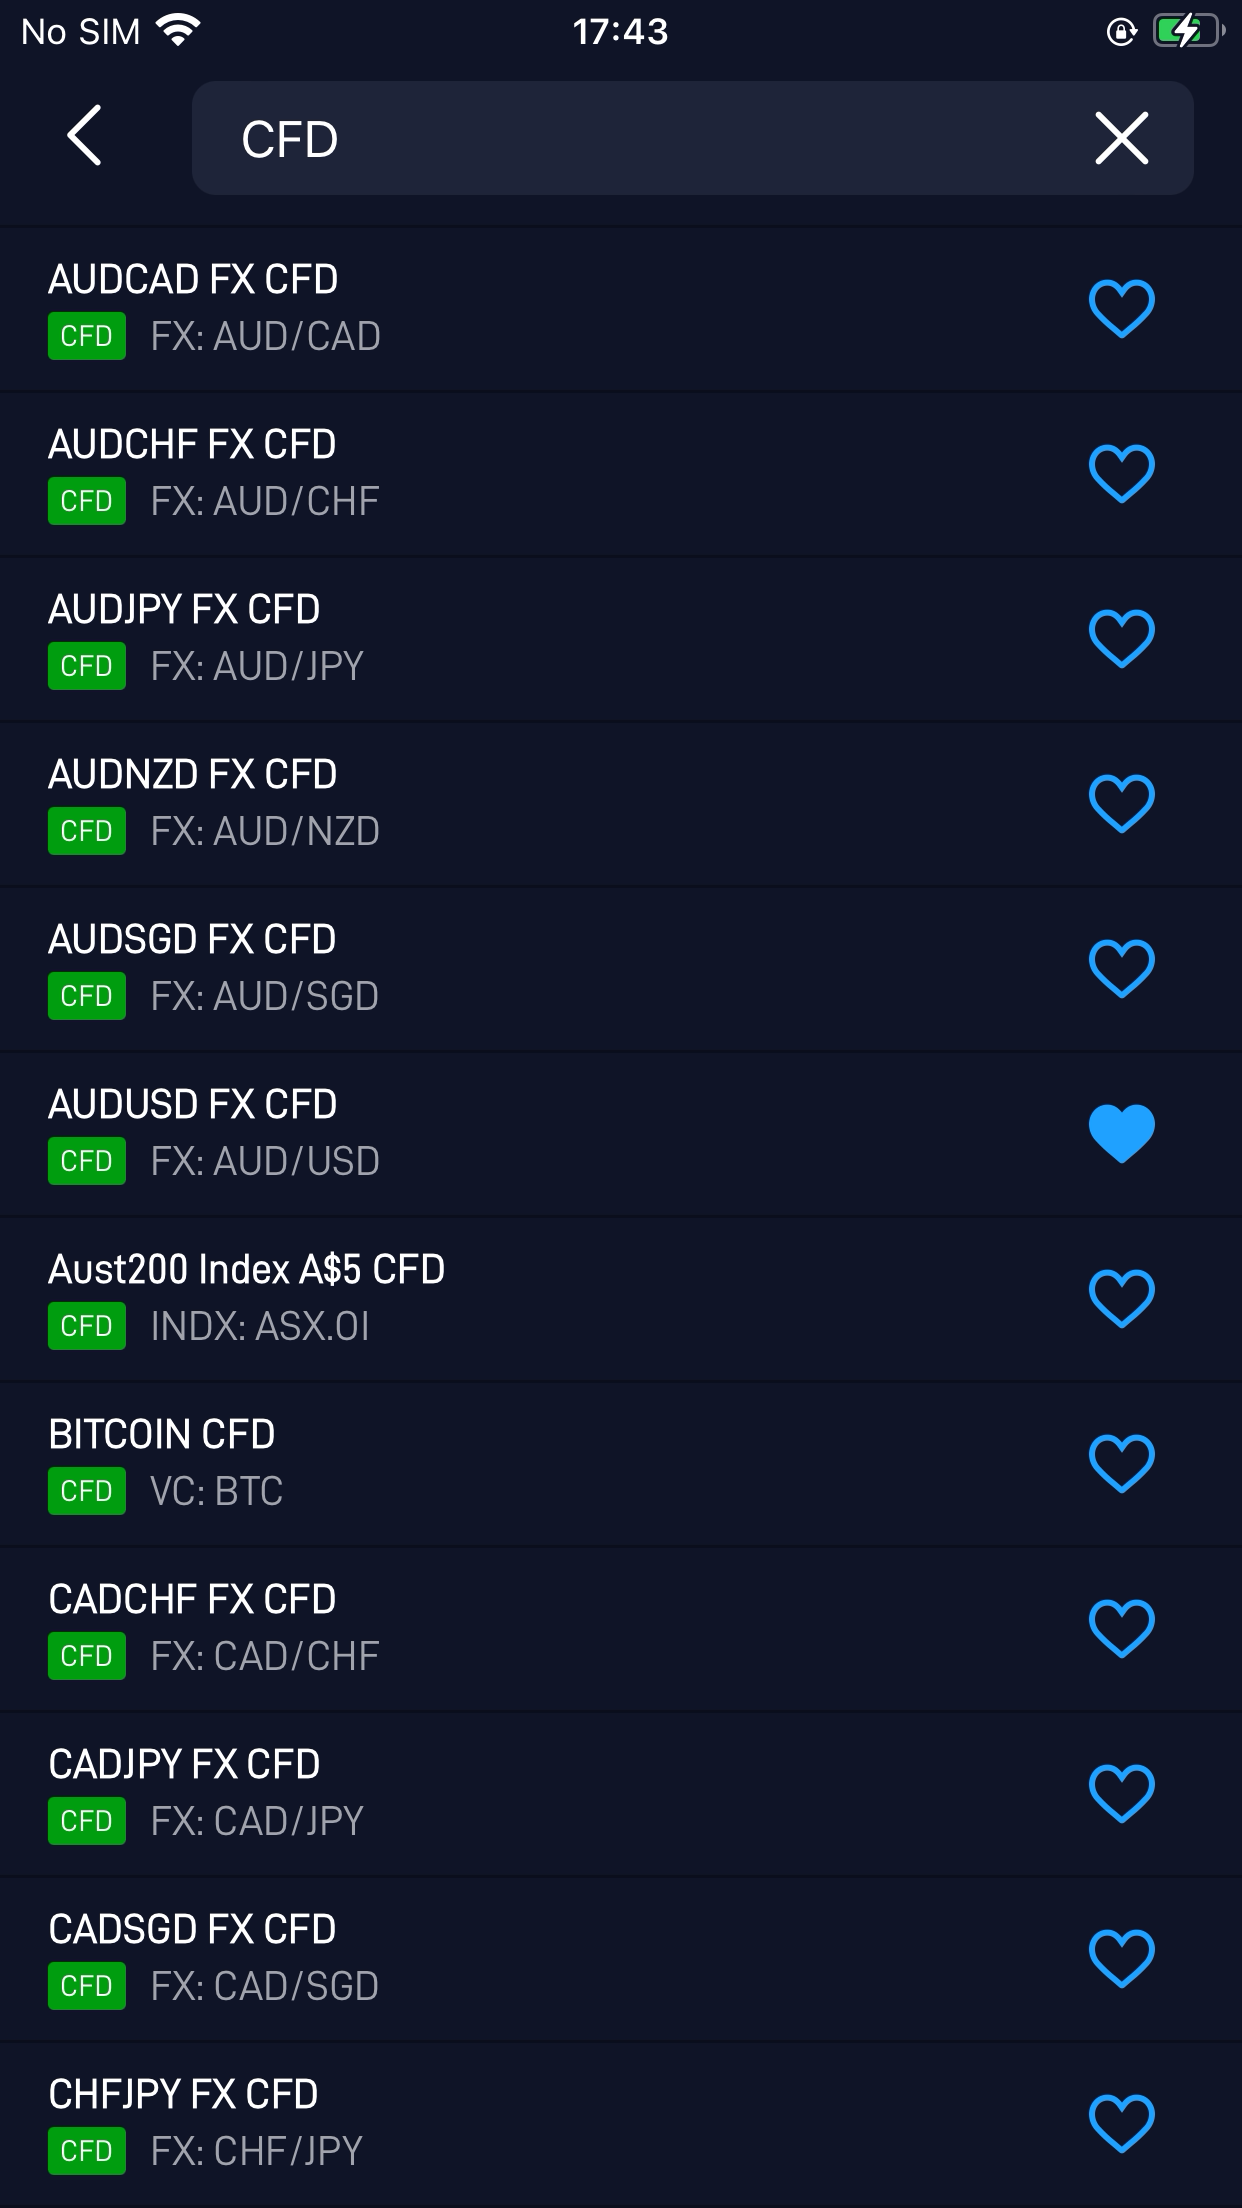 No SIM 17:43
CFD
AUDCAD FX CFD
CFD FX: AUD/CAD
AUDCHF FX CFD
CFD FX: AUD/CHF
AUDJPY FX CFD
CFD FX: AUD/JPY
AUDNZD FX CFD
CFD FX: AUD/NZD
AUDSGD FX CFD
CFD FX: AUD/SGD
AUDUSD FX CFD
CFD FX: AUD/USD
Aust200 Index A$5 CFD
CFD INDX: ASX.OI
BITCOIN CFD
CFD VC: BTC
CADCHF FX CFD
CFD FX: CAD/CHF
CADJPY FX CFD
CFD FX: CAD/JPY
CADSGD FX CFD
CFD FX: CAD/SGD
CHFJPY FX CFD
CFD FX: CHF/JPY